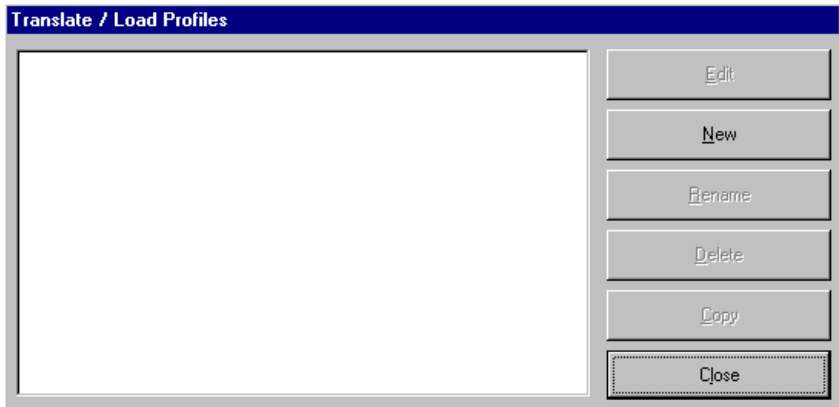 Translate / Load Profiles
Edit
New
Rename
Delete
Copy
Close